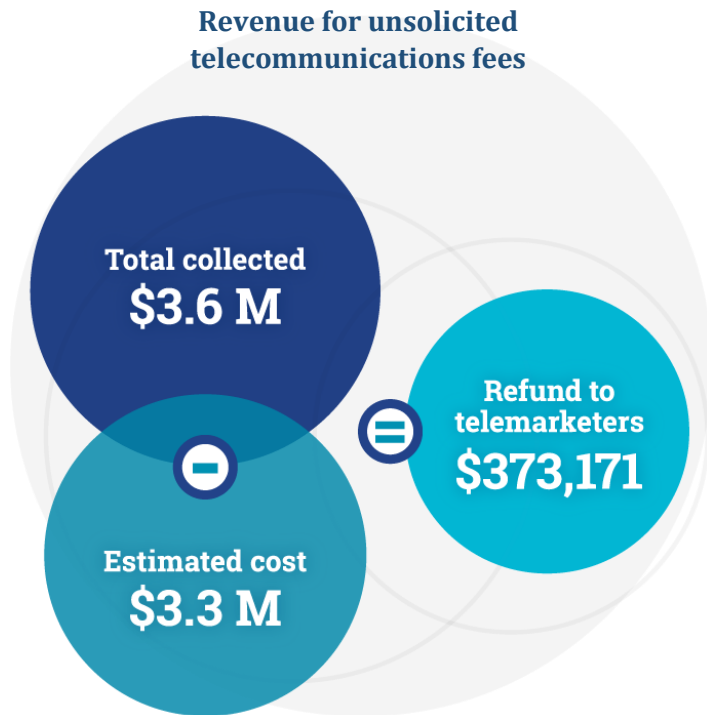 Revenue for unsolicited
telecommunications fees
Total collected
$3.6 M
Estimated cost
$3.3 M
Refund to
telemarketers
$373,171